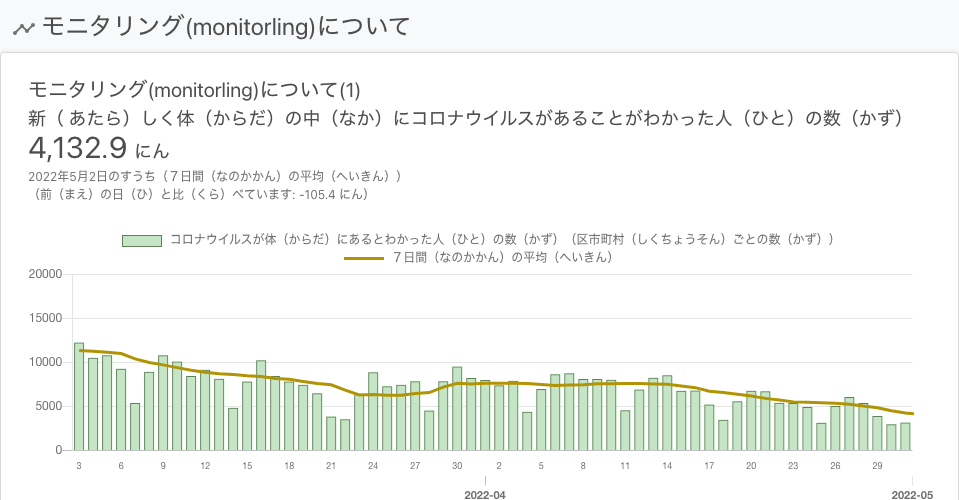 モニタリング(monitorling)について
モニタリング(monitorling)について(1)
新（ あたら）しく体（からだ）の中（なか）にコロナウイルスがあることがわかった人（ひと）の数（かず）
4,132.9 にん
2022年5月2日のすうち（７日間（なのかかん）の平均（へいきん））
（前（まえ）の日（ひ）と比（くら）べています: -105.4 にん）
コロナウイルスが体（からだ）にあるとわかった人（ひと）の数（かず）（区市町村（しくちょうそん）ごとの数（かず））
７日間（なのかかん）の平均（へいきん）
20000
15000
10000
5000
0
3 6 9 12 15 18 21 24 27 30 2 5 8 11 14 17 20 23 26 29
2022-04 2022-05